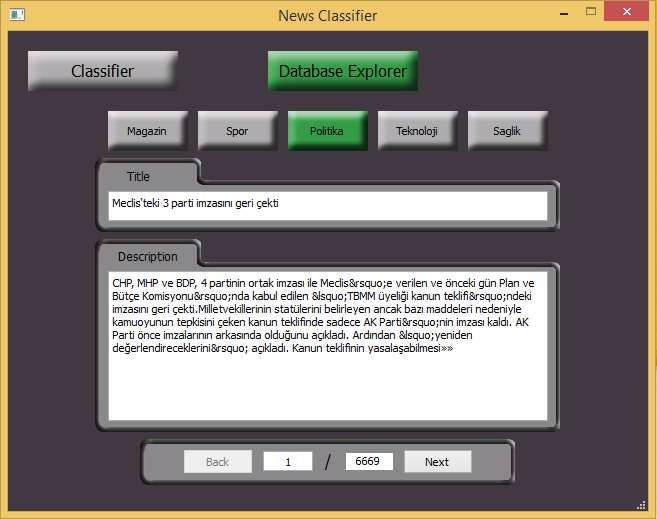 News Classifier
Classifier
Database Explorer
Magazin
Spor
Politika
Teknoloji
Saglik
Title
Meclis'teki 3 parti imzasını geri çekti
Description
CHP, MHP ve BDP, 4 partinin ortak imzası ile Meclis&rsquo;e verilen ve önceki gün Plan ve
Bütçe Komisyonu&rsquo;nda kabul edilen &lsquo;TBMM üyeliği kanun teklifi&rsquo;ndeki
imzasını geri çekti.Milletvekillerinin statülerini belirleyen ancak bazı maddeleri nedeniyle
kamuoyunun tepkisini çeken kanun teklifinde sadece AK Parti&rsquo;nin imzası kaldı. AK
Parti önce imzalarının arkasında olduğunu açıkladı. Ardından &lsquo;yeniden
değerlendireceklerini&rsquo; açıkladı. Kanun teklifinin yasalaşabilmesi»»
Back
1
/
6669
Next